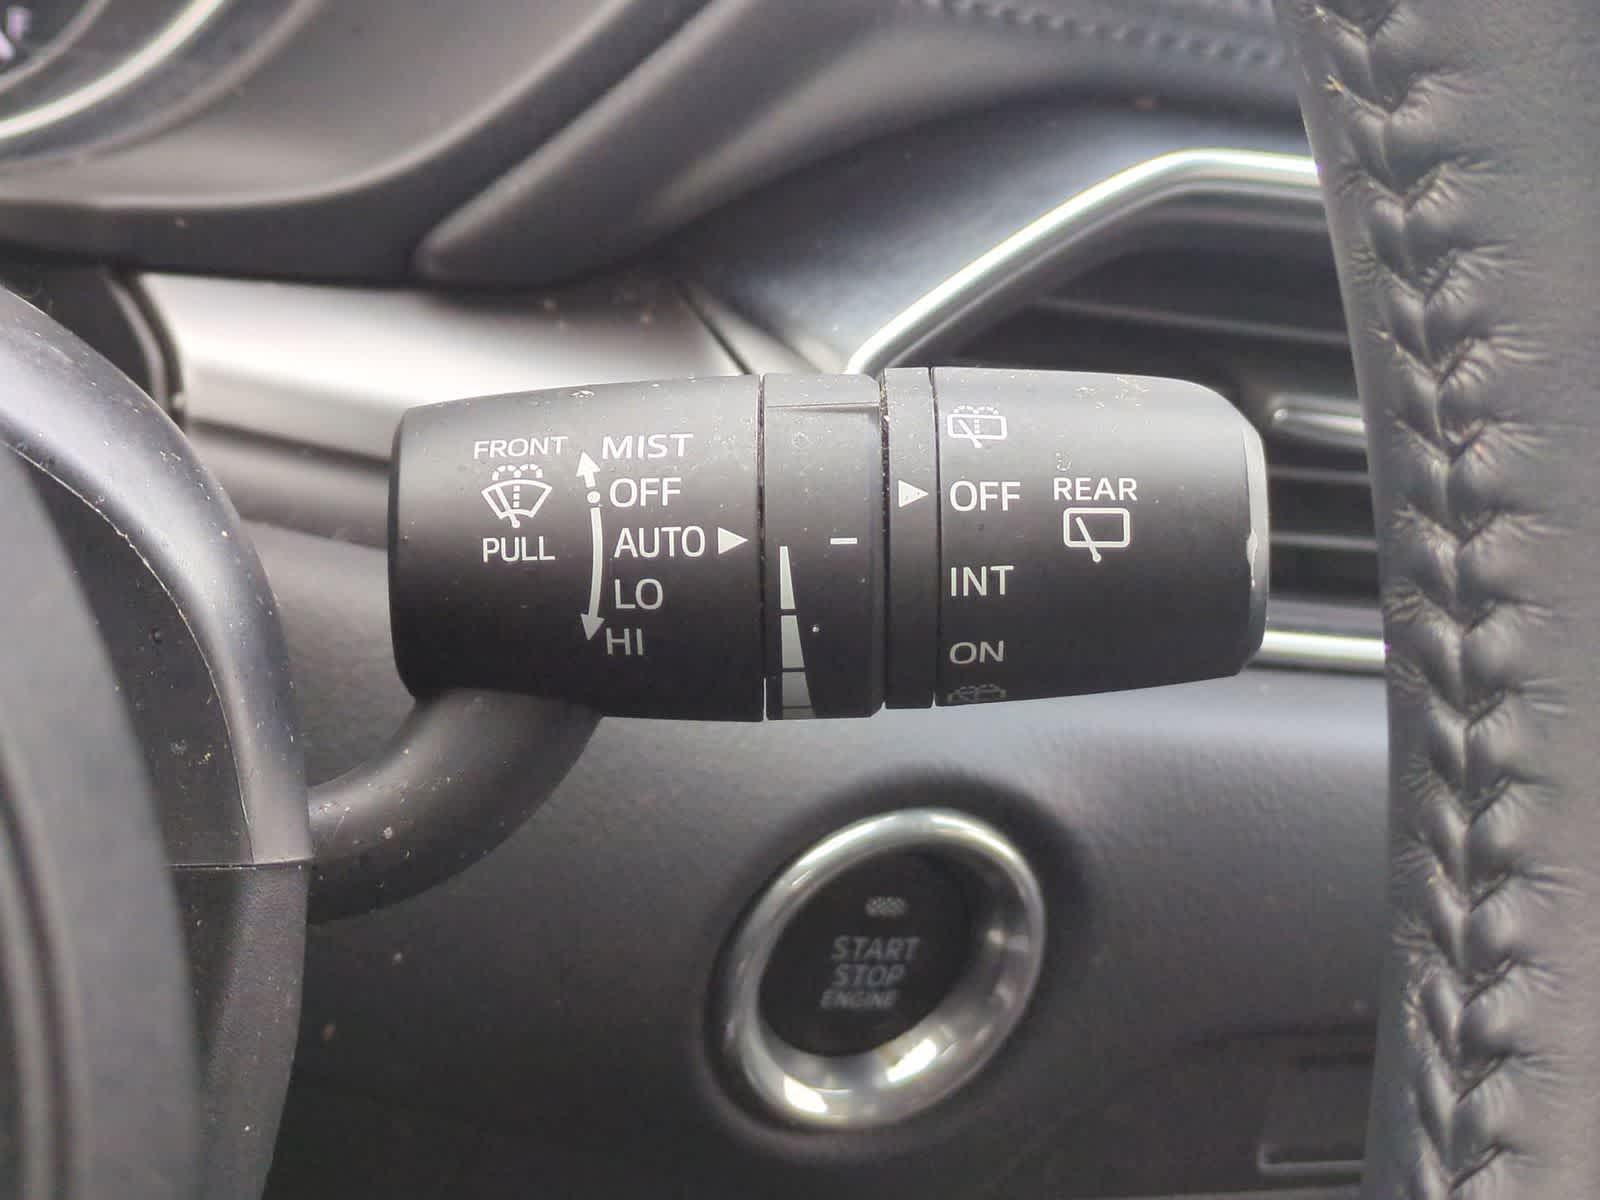 FRONT
PULL
MIST
OFF
AUTO
LO
HI
OFF
INT
ON
REAR
START
STOP
ENGINE